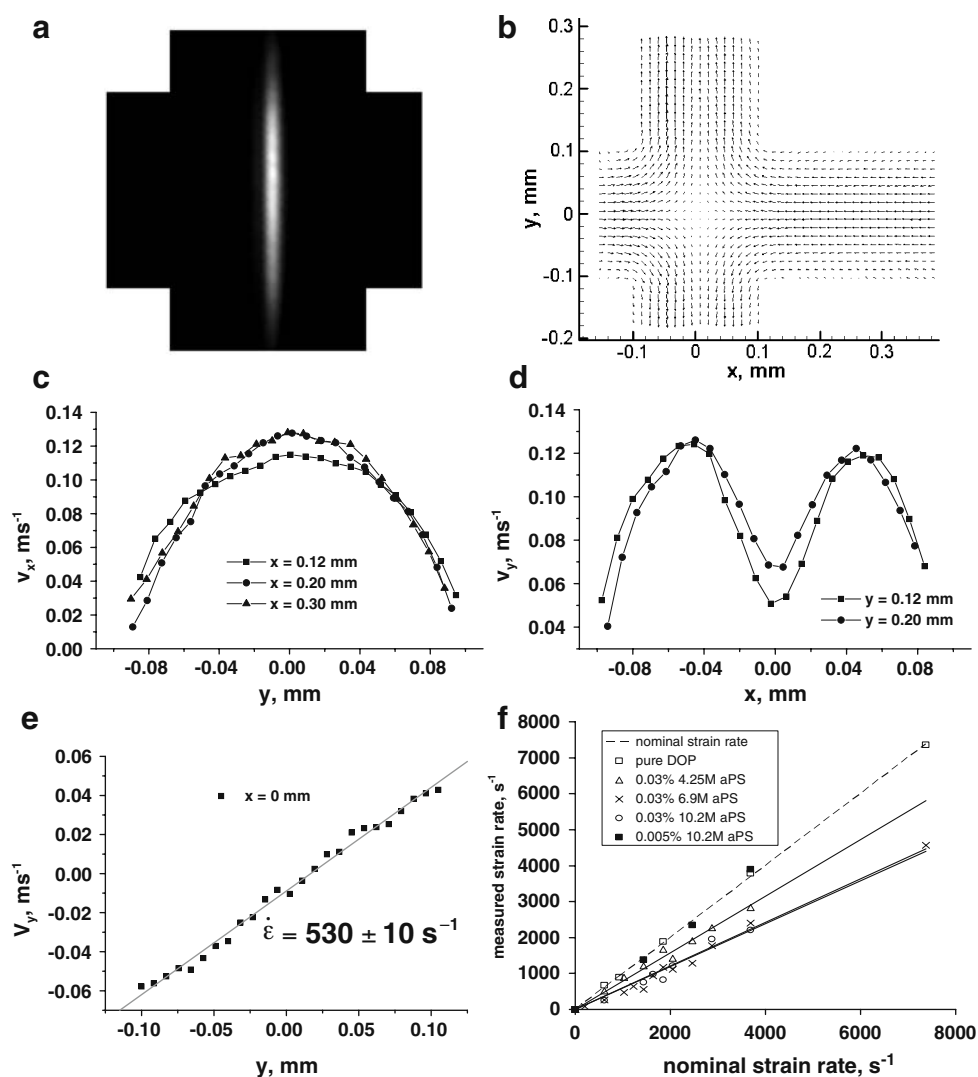 a
b
0.3
0.2
0.1
0
-0.1
-0.2
y, mm
-0.1
0
0.1
0.2
0.3
x, mm
c
0.14
0.12
0.10
0.08
0.06
0.04
0.02
0.00
vx, ms-1
x = 0.12 mm
x = 0.20 mm
x = 0.30 mm
-0.08
-0.04
0.00
0.04
0.08
y, mm
d
0.14
0.12
0.10
0.08
0.06
0.04
vy, ms-1
y = 0.12 mm
y = 0.20 mm
-0.08
-0.04
0.00
0.04
0.08
x, mm
e
0.06
0.04
0.02
0.00
-0.02
-0.04
-0.06
Vy, ms-1
x = 0 mm
ε̇ = 530 ± 10 s-1
-0.10
-0.05
0.00
0.05
0.10
y, mm
f
8000
7000
6000
5000
4000
3000
2000
1000
0
measured strain rate, s-1
nominal strain rate
pure DOP
0.03% 4.25M aPS
0.03% 6.9M aPS
0.03% 10.2M aPS
0.005% 10.2M aPS
0
2000
4000
6000
8000
nominal strain rate, s-1